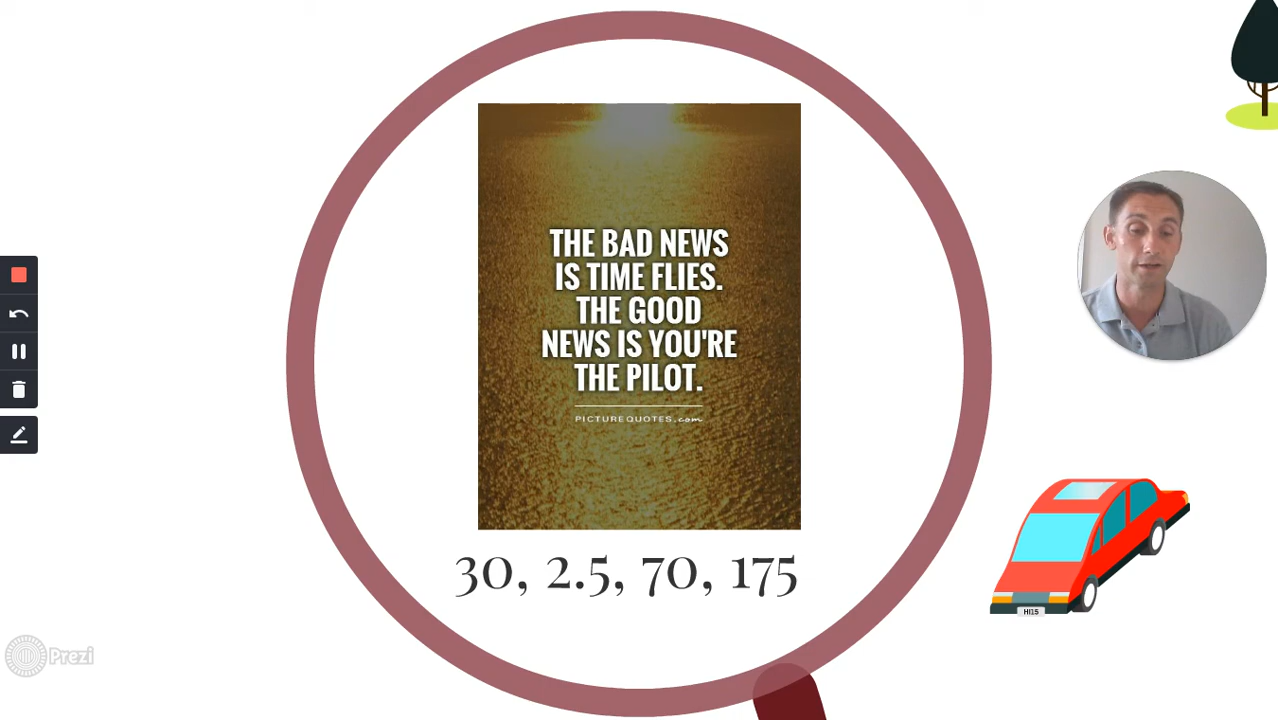 THE BAD NEWS
IS TIME FLIES.
THE GOOD
NEWS IS YOU'RE
THE PILOT.
PICTUREQUOTES.com
30, 2.5, 70, 175
HI15
Prezi